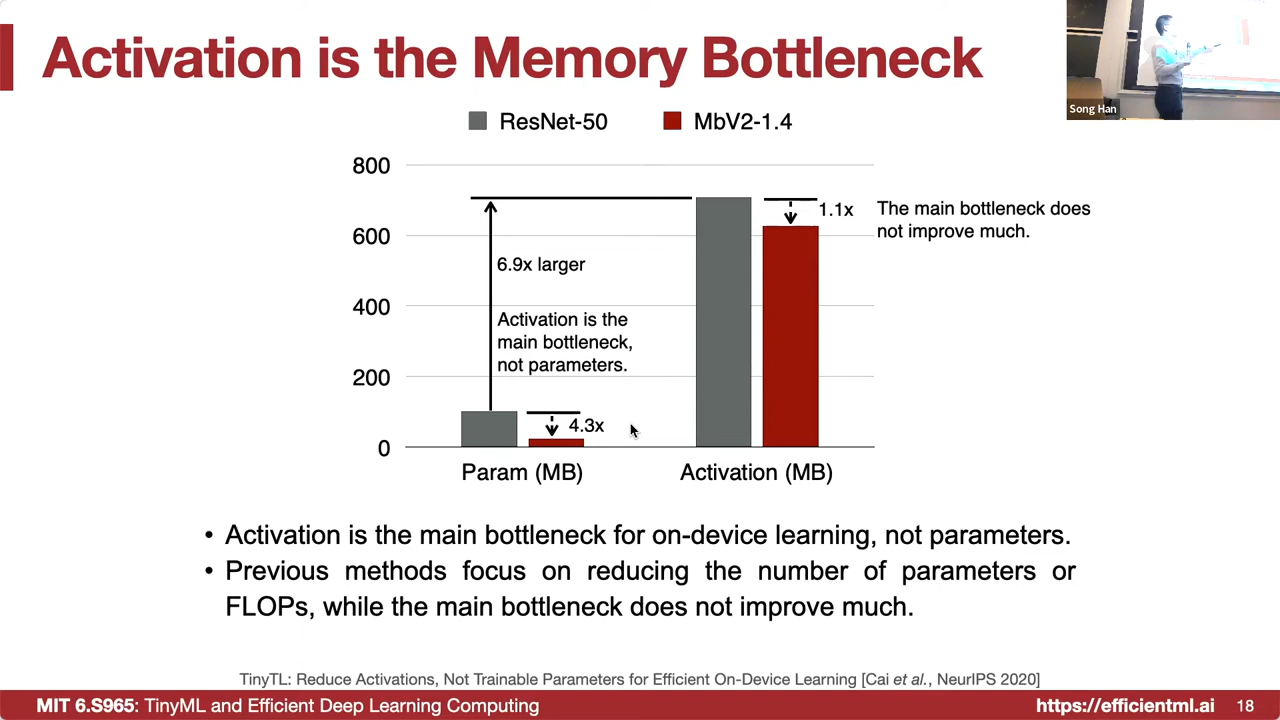 Activation is the Memory Bottleneck
Song Han
ResNet-50
MbV2-1.4
800
600
400
200
0
6.9x larger
Activation is the
main bottleneck,
not parameters.
4.3x
1.1x
The main bottleneck does
not improve much.
Param (MB)
Activation (MB)
• Activation is the main bottleneck for on-device learning, not parameters.
• Previous methods focus on reducing the number of parameters or
FLOPs, while the main bottleneck does not improve much.
TinyTL: Reduce Activations, Not Trainable Parameters for Efficient On-Device Learning [Cai et al., NeurIPS 2020]
MIT 6.S965: TinyML and Efficient Deep Learning Computing
https://efficientml.ai
18